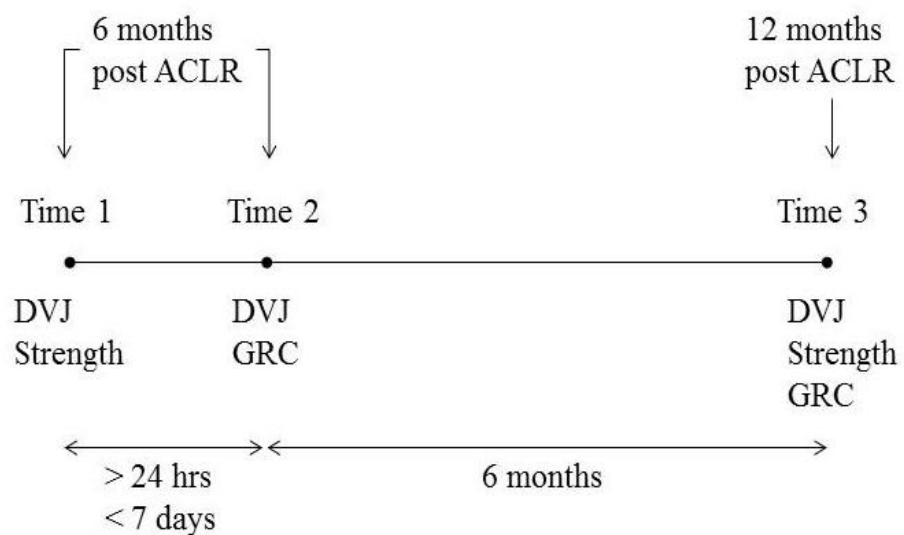 6 months
post ACLR
12 months
post ACLR
Time 1
Time 2
Time 3
DVJ
Strength
DVJ
GRC
DVJ
Strength
GRC
> 24 hrs
< 7 days
6 months